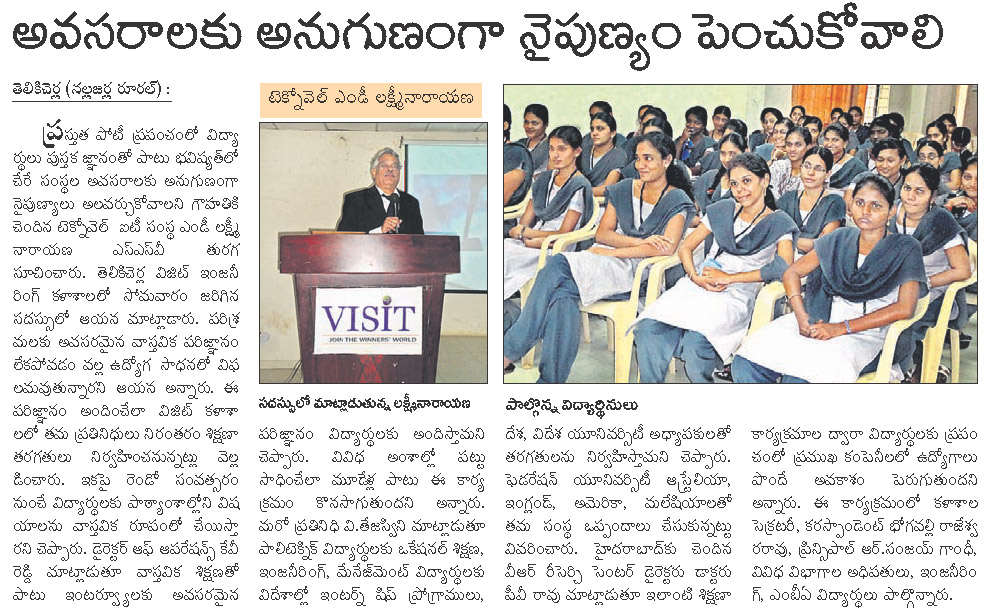 అవసరాలకు అనుగుణంగా నైపుణ్యం పెంచుకోవాలి
తెలికిచెర్ల (నల్లజర్ల రూరల్) :
ప్రస్తుత పోటీ ప్రపంచంలో విద్యా
ర్థులు పుస్తక జ్ఞానంతో పాటు భవిష్యత్‌లో
చేరే సంస్థల అవసరాలకు అనుగుణంగా
నైపుణ్యాలు అలవర్చుకోవాలని గౌహతికి
చెందిన టెక్నోవెల్ ఐటీ సంస్థ ఎండీ లక్ష్మీ
నారాయణ ఎస్ఎస్‌వీ తురగ
సూచించారు. తెలికిచెర్ల విజిట్ ఇంజనీ
రింగ్ కళాశాలలో సోమవారం జరిగిన
సదస్సులో ఆయన మాట్లాడారు. పరిశ్ర
మలకు అవసరమైన వాస్తవిక పరిజ్ఞానం
లేకపోవడం వల్ల ఉద్యోగ సాధనలో విఫ
లమవుతున్నారని ఆయన అన్నారు. ఈ
పరిజ్ఞానం అందించేలా విజిట్ కళాశా
లలో తమ ప్రతినిధులు నిరంతరం శిక్షణా
తరగతులు నిర్వహించనున్నట్లు వెల్ల
డించారు. ఇకపై రెండో సంవత్సరం
నుంచే విద్యార్థులకు పాఠ్యాంశాల్లోని విష
యాలను వాస్తవిక రూపంలో చేయిస్తా
రని చెప్పారు. డైరెక్టర్ ఆఫ్ ఆపరేషన్స్ కేవీ
రెడ్డి మాట్లాడుతూ వాస్తవిక శిక్షణతో
పాటు ఇంటర్వ్యూలకు అవసరమైన
టెక్నోవెల్ ఎండీ లక్ష్మీనారాయణ
VISIT
JOIN THE WINNERS' WORLD
సదస్సులో మాట్లాడుతున్న లక్ష్మీనారాయణ
పరిజ్ఞానం విద్యార్థులకు అందిస్తామని
చెప్పారు. వివిధ అంశాల్లో పట్టు
సాధించేలా మూడేళ్ల పాటు ఈ కార్య
క్రమం కొనసాగుతుందని అన్నారు.
మరో ప్రతినిధి వి.తేజస్విని మాట్లాడుతూ
పాలిటెక్నిక్ విద్యార్థులకు ఒకేషనల్ శిక్షణ,
ఇంజనీరింగ్, మేనేజ్‌మెంట్ విద్యార్థులకు
విదేశాల్లో ఇంటర్న్ షిప్ ప్రోగ్రాములు,
పాల్గొన్న విద్యార్థినులు
దేశ, విదేశ యూనివర్సిటీ అధ్యాపకులతో
తరగతులను నిర్వహిస్తామని చెప్పారు.
ఫెడరేషన్ యూనివర్సిటీ ఆస్ట్రేలియా,
ఇంగ్లండ్, అమెరికా, మలేషియాలతో
తమ సంస్థ ఒప్పందాలు చేసుకున్నట్టు
వివరించారు. హైదరాబాద్‌కు చెందిన
వీఆర్ రీసెర్చి సెంటర్ డైరెక్టరు డాక్టరు
పీవీ రావు మాట్లాడుతూ ఇలాంటి శిక్షణా
కార్యక్రమాల ద్వారా విద్యార్థులకు ప్రపం
చంలో ప్రముఖ కంపెనీలలో ఉద్యోగాలు
పొందే అవకాశం పెరుగుతుందని
అన్నారు. ఈ కార్యక్రమంలో కళాశాల
సెక్రటరీ, కరస్పాండెంట్ భోగవల్లి రాజేశ్వ
రరావు, ప్రిన్సిపాల్ ఆర్.సంజయ్ గాంధీ,
వివిధ విభాగాల అధిపతులు, ఇంజనీరిం
గ్, ఎంబీఏ విద్యార్థులు పాల్గొన్నారు.